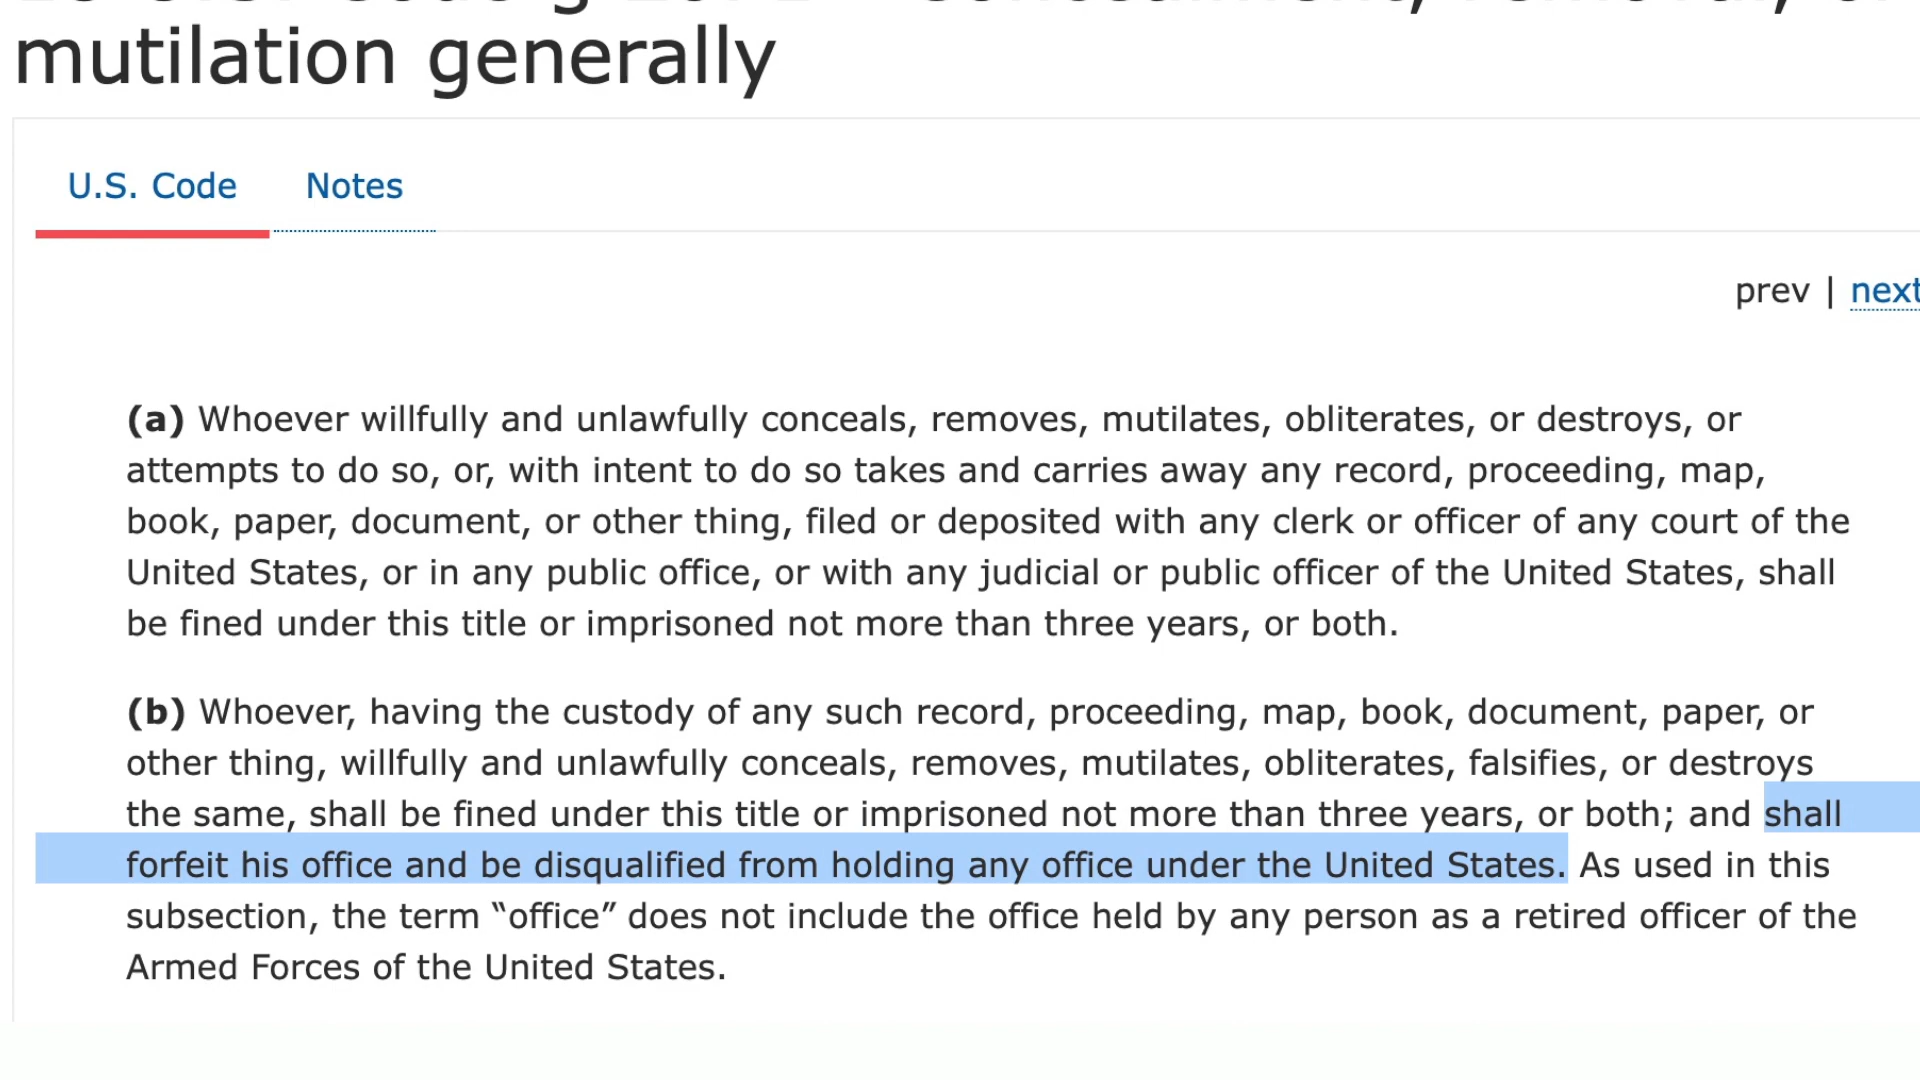 mutilation generally
U.S. Code Notes
prev | next
(a) Whoever willfully and unlawfully conceals, removes, mutilates, obliterates, or destroys, or
attempts to do so, or, with intent to do so takes and carries away any record, proceeding, map,
book, paper, document, or other thing, filed or deposited with any clerk or officer of any court of the
United States, or in any public office, or with any judicial or public officer of the United States, shall
be fined under this title or imprisoned not more than three years, or both.
(b) Whoever, having the custody of any such record, proceeding, map, book, document, paper, or
other thing, willfully and unlawfully conceals, removes, mutilates, obliterates, falsifies, or destroys
the same, shall be fined under this title or imprisoned not more than three years, or both; and shall
forfeit his office and be disqualified from holding any office under the United States. As used in this
subsection, the term “office” does not include the office held by any person as a retired officer of the
Armed Forces of the United States.